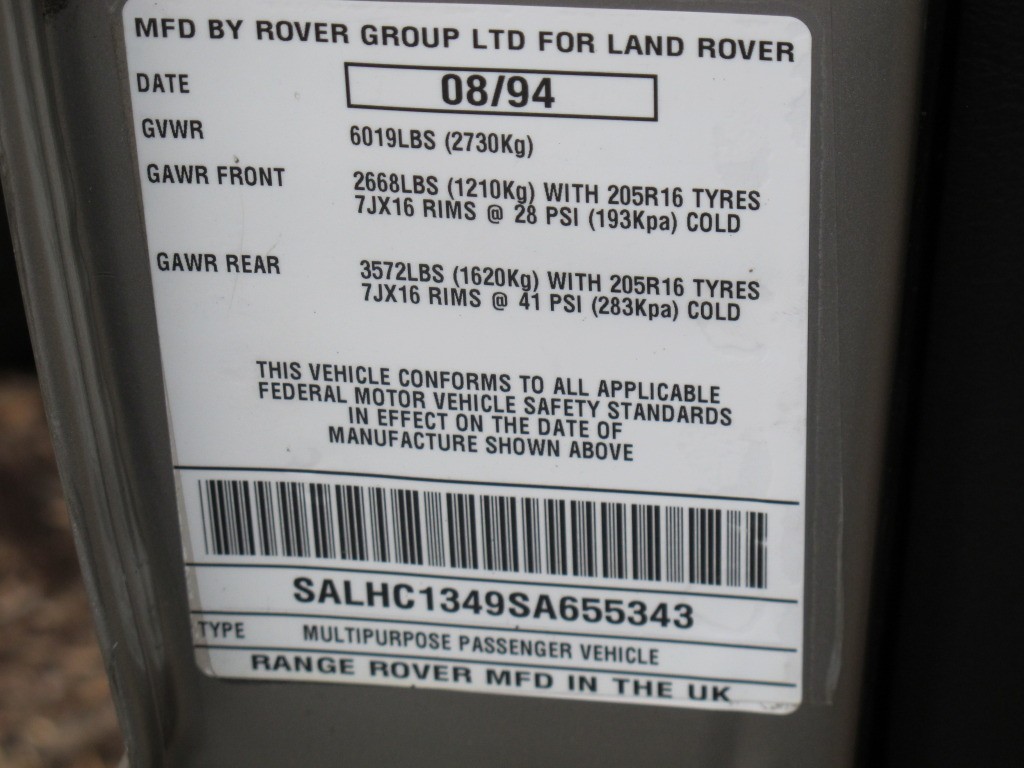 MFD BY ROVER GROUP LTD FOR LAND ROVER
DATE 08/94
GVWR 6019LBS (2730Kg)
GAWR FRONT 2668LBS (1210Kg) WITH 205R16 TYRES
7JX16 RIMS @ 28 PSI (193Kpa) COLD
GAWR REAR 3572LBS (1620Kg) WITH 205R16 TYRES
7JX16 RIMS @ 41 PSI (283Kpa) COLD
THIS VEHICLE CONFORMS TO ALL APPLICABLE
FEDERAL MOTOR VEHICLE SAFETY STANDARDS
IN EFFECT ON THE DATE OF
MANUFACTURE SHOWN ABOVE
SALHC1349SA655343
TYPE MULTIPURPOSE PASSENGER VEHICLE
RANGE ROVER MFD IN THE UK